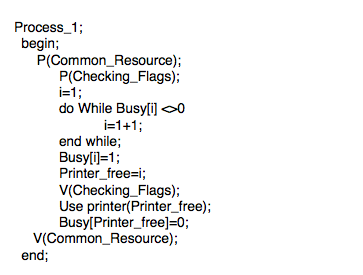 Process_1;
begin;
P(Common_Resource);
P(Checking_Flags);
i=1;
do While Busy[i] <>0
i=1+1;
end while;
Busy[i]=1;
Printer_free=i;
V(Checking_Flags);
Use printer(Printer_free);
Busy[Printer_free]=0;
V(Common_Resource);
end;